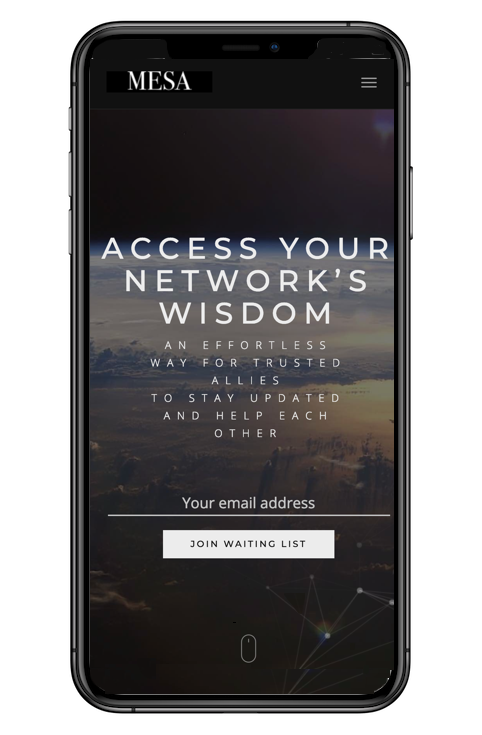 MESA
ACCESS YOUR
NETWORK'S
WISDOM
AN EFFORTLESS
WAY FOR TRUSTED
ALLIES
TO STAY UPDATED
AND HELP EACH
OTHER
Your email address
JOIN WAITING LIST